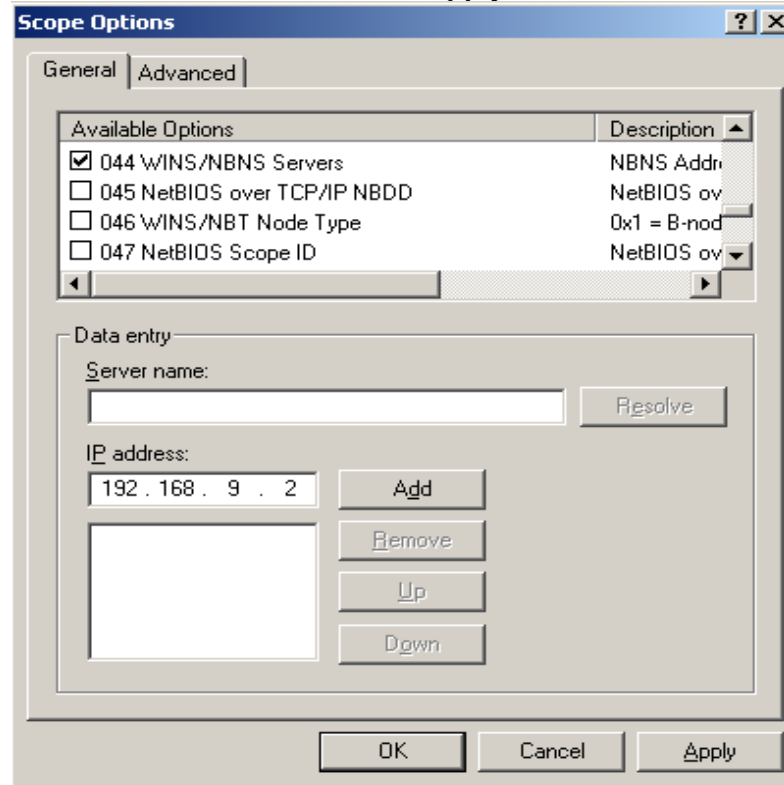 Scope Options
General Advanced
Available Options Description
044 WINS/NBNS Servers NBNS Addr
045 NetBIOS over TCP/IP NBDD NetBIOS ov
046 WINS/NBT Node Type 0x1 = B-nod
047 NetBIOS Scope ID NetBIOS ov
Data entry
Server name:
Resolve
IP address:
192 . 168 . 9 . 2 Add
Remove
Up
Down
OK Cancel Apply